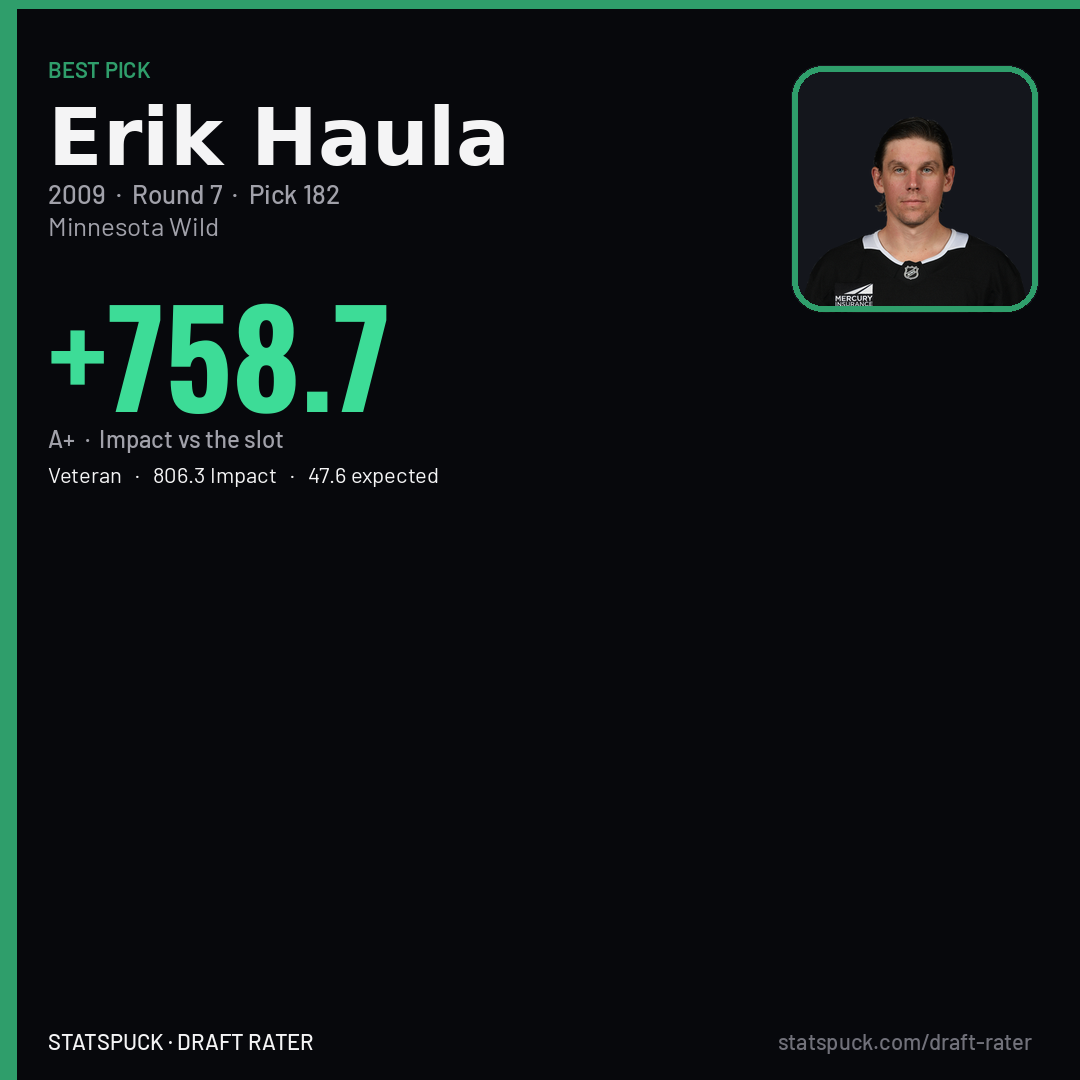 BEST PICK
Erik Haula
2009 · Round 7 · Pick 182
Minnesota Wild
MERCURY
INSURANCE
+758.7
A+ · Impact vs the slot
Veteran · 806.3 Impact · 47.6 expected
STATSPUCK · DRAFT RATER
statspuck.com/draft-rater